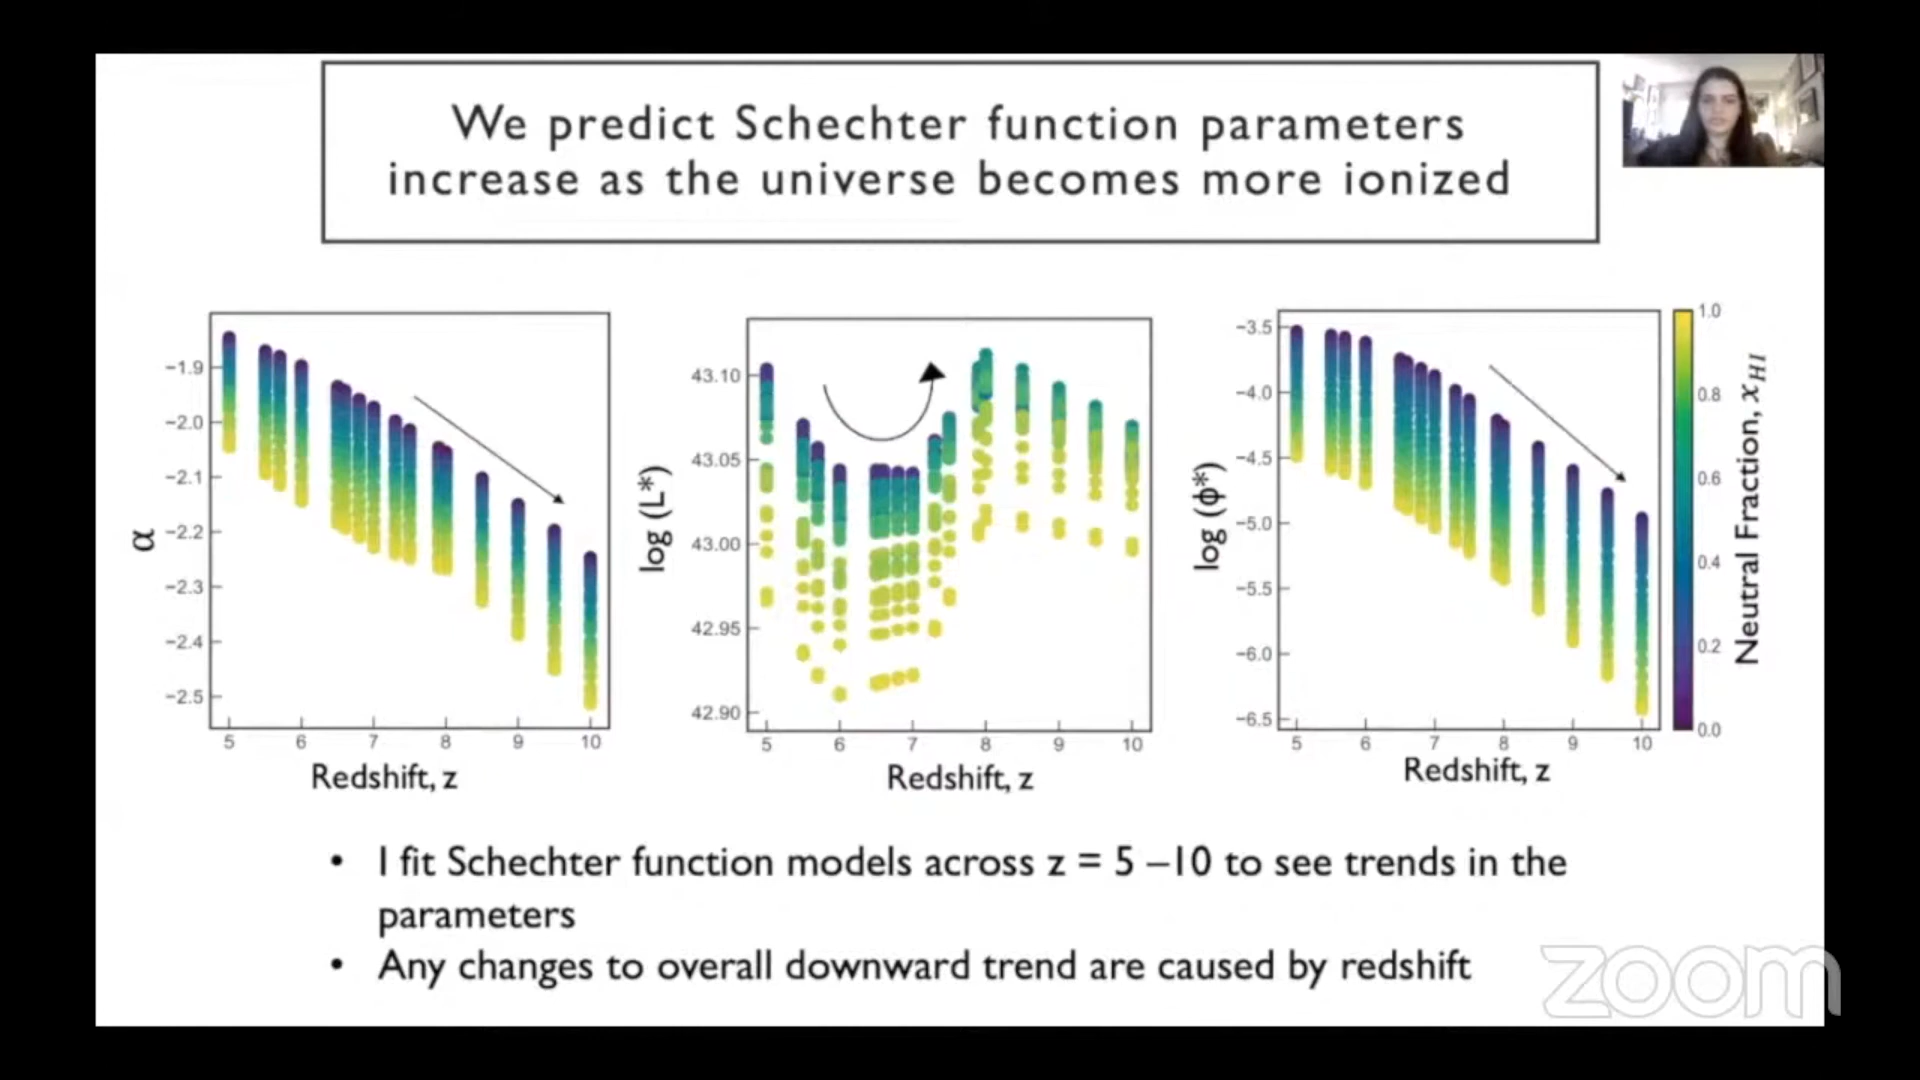 We predict Schechter function parameters
increase as the universe becomes more ionized
−1.9
−2.0
−2.1
−2.2
−2.3
−2.4
−2.5
α
5 6 7 8 9 10
Redshift, z
43.10
43.05
43.00
42.95
42.90
log (L*)
5 6 7 8 9 10
Redshift, z
−3.5
−4.0
−4.5
−5.0
−5.5
−6.0
−6.5
log (ϕ*)
5 6 7 8 9 10
Redshift, z
1.0
0.8
0.6
0.4
0.2
0.0
Neutral Fraction, x_HI
• I fit Schechter function models across z = 5 –10 to see trends in the
parameters
• Any changes to overall downward trend are caused by redshift
zoom